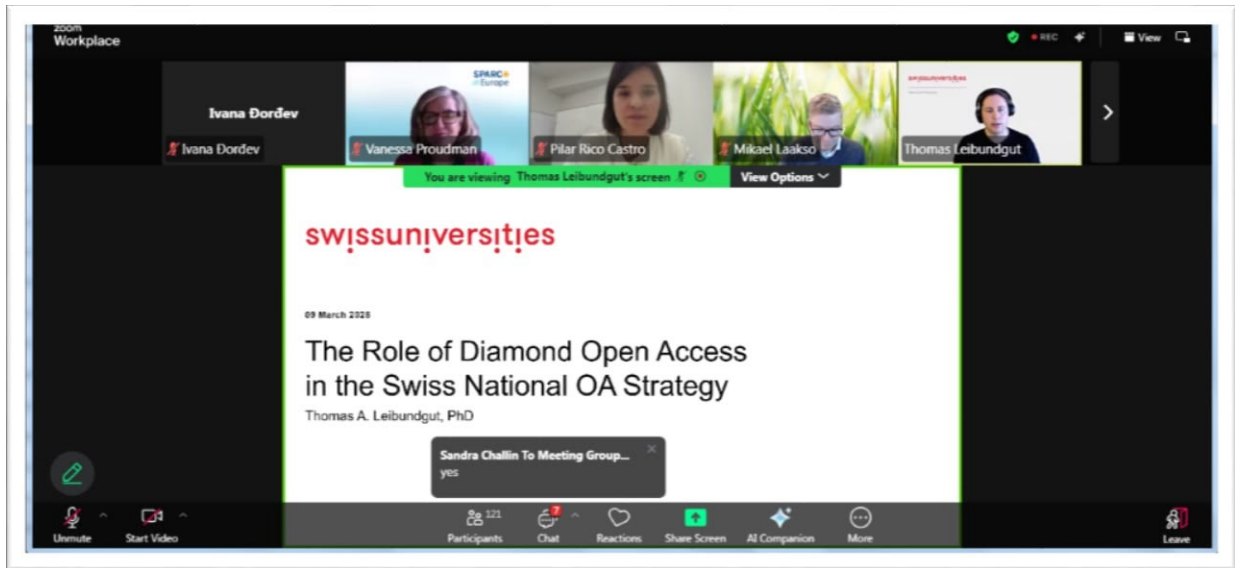 zoom
Workplace
REC
View
Ivana Đorđev
SPARC
Europe
swissuniversities
Ivana Đorđev
Vanessa Proudman
Pilar Rico Castro
Mikael Laakso
Thomas Leibundgut
You are viewing Thomas Leibundgut's screen
View Options
swissuniversities
The Role of Diamond Open Access
in the Swiss National OA Strategy
Thomas A. Leibundgut, PhD
Sandra Challin To Meeting Group...
yes
121
7
Unmute
Start Video
Participants
Chat
Reactions
Share Screen
AI Companion
More
Leave